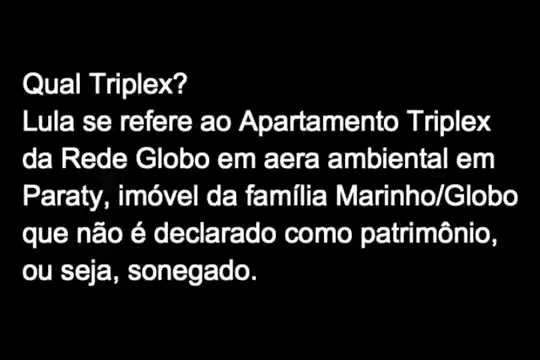 Qual Triplex?
Lula se refere ao Apartamento Triplex
da Rede Globo em aera ambiental em
Paraty, imóvel da família Marinho/Globo
que não é declarado como patrimônio,
ou seja, sonegado.